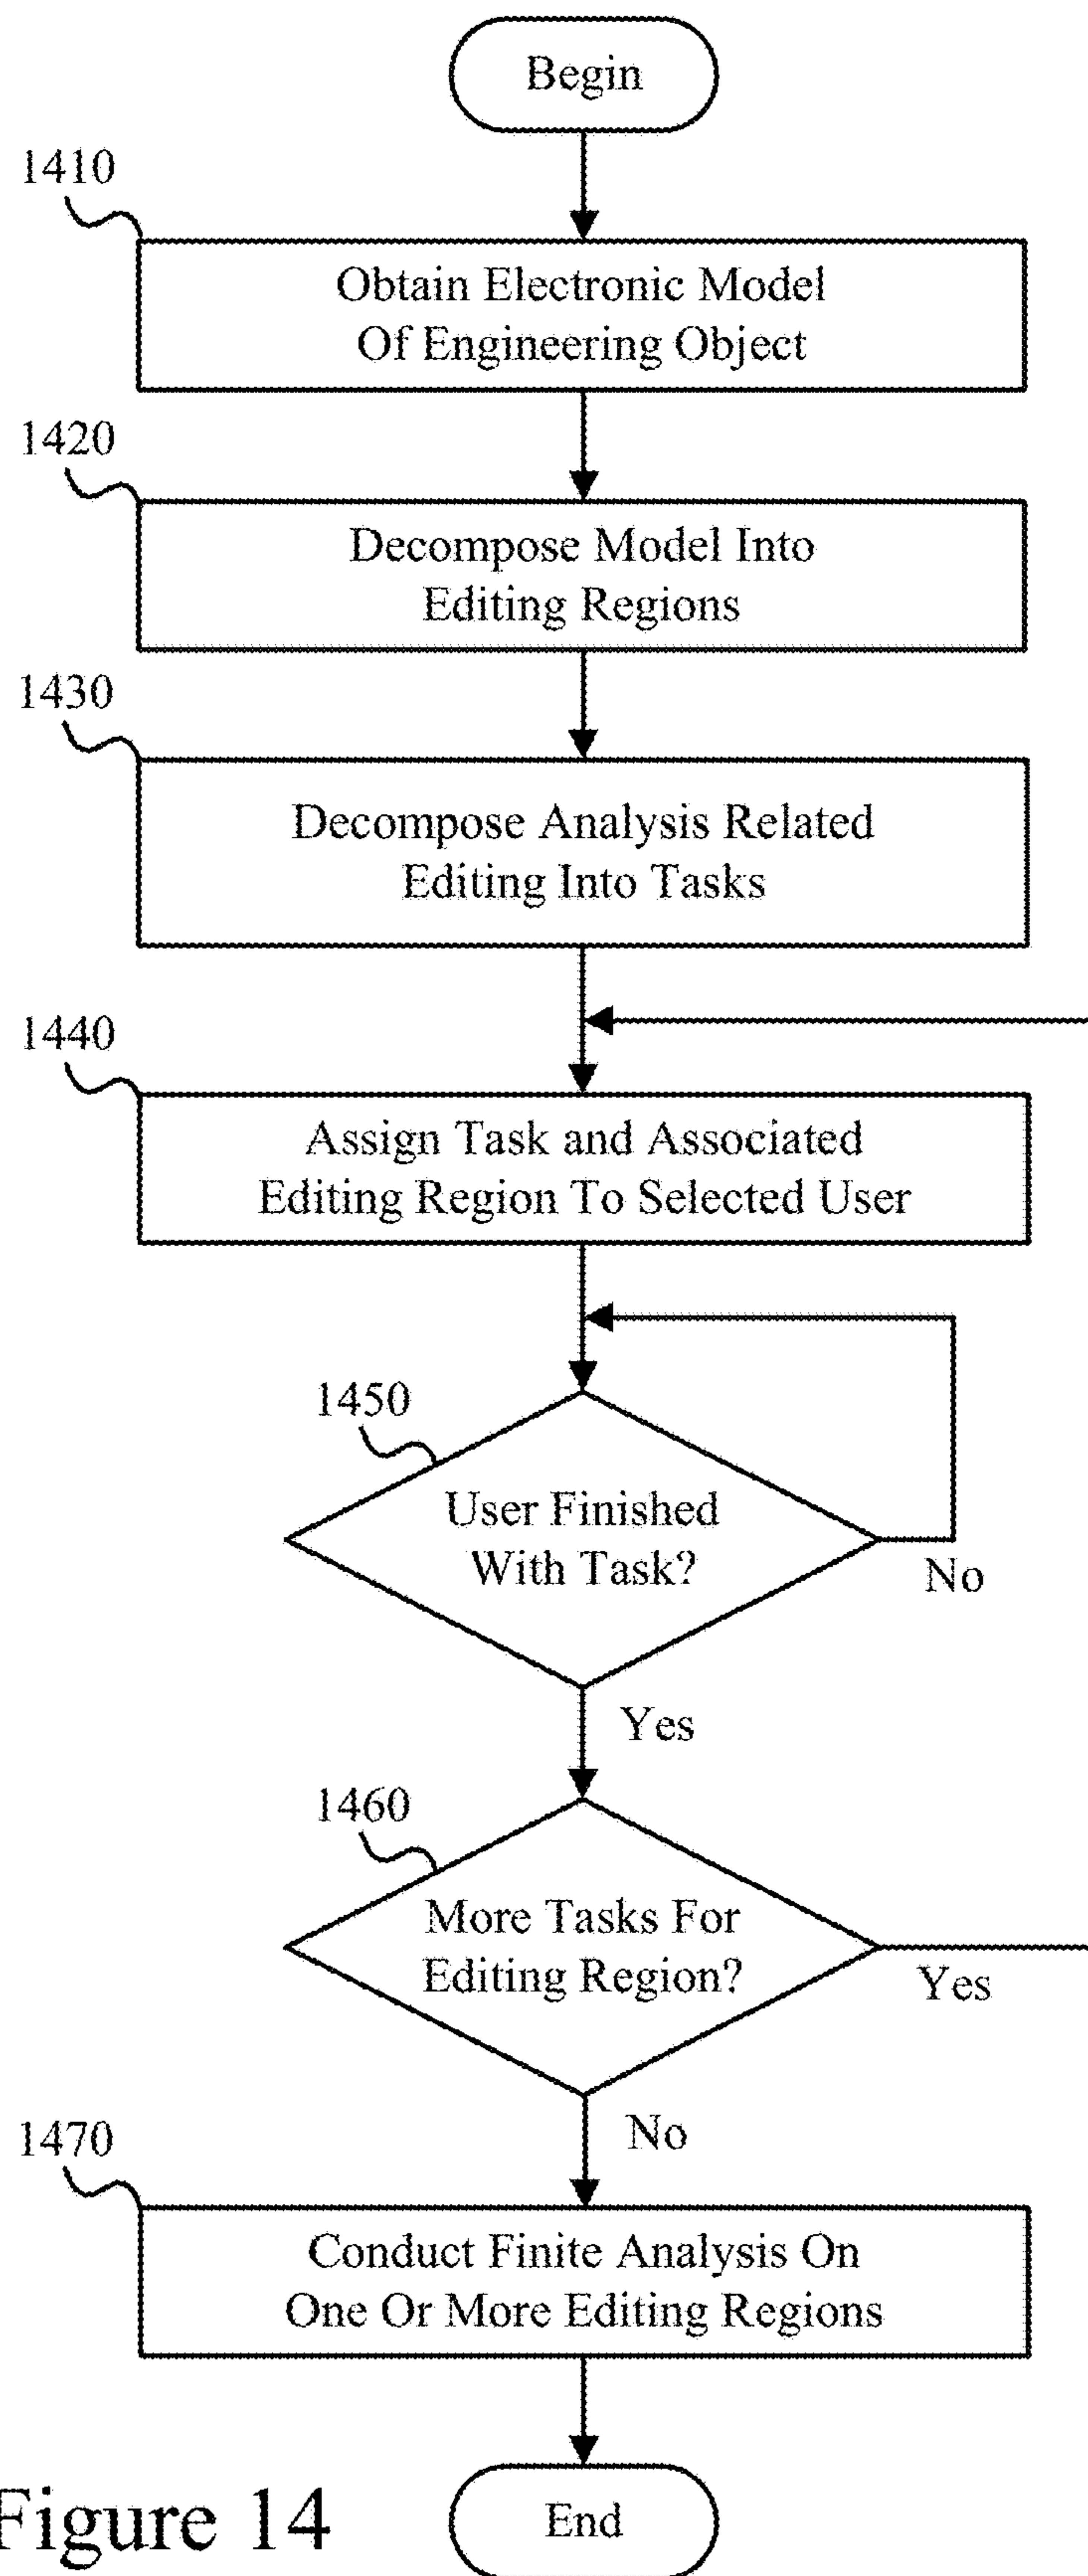 Begin
1410
Obtain Electronic Model
Of Engineering Object
1420
Decompose Model Into
Editing Regions
1430
Decompose Analysis Related
Editing Into Tasks
1440
Assign Task and Associated
Editing Region To Selected User
1450
User Finished
With Task?
No
Yes
1460
More Tasks For
Editing Region?
Yes
No
1470
Conduct Finite Analysis On
One Or More Editing Regions
Figure 14
End